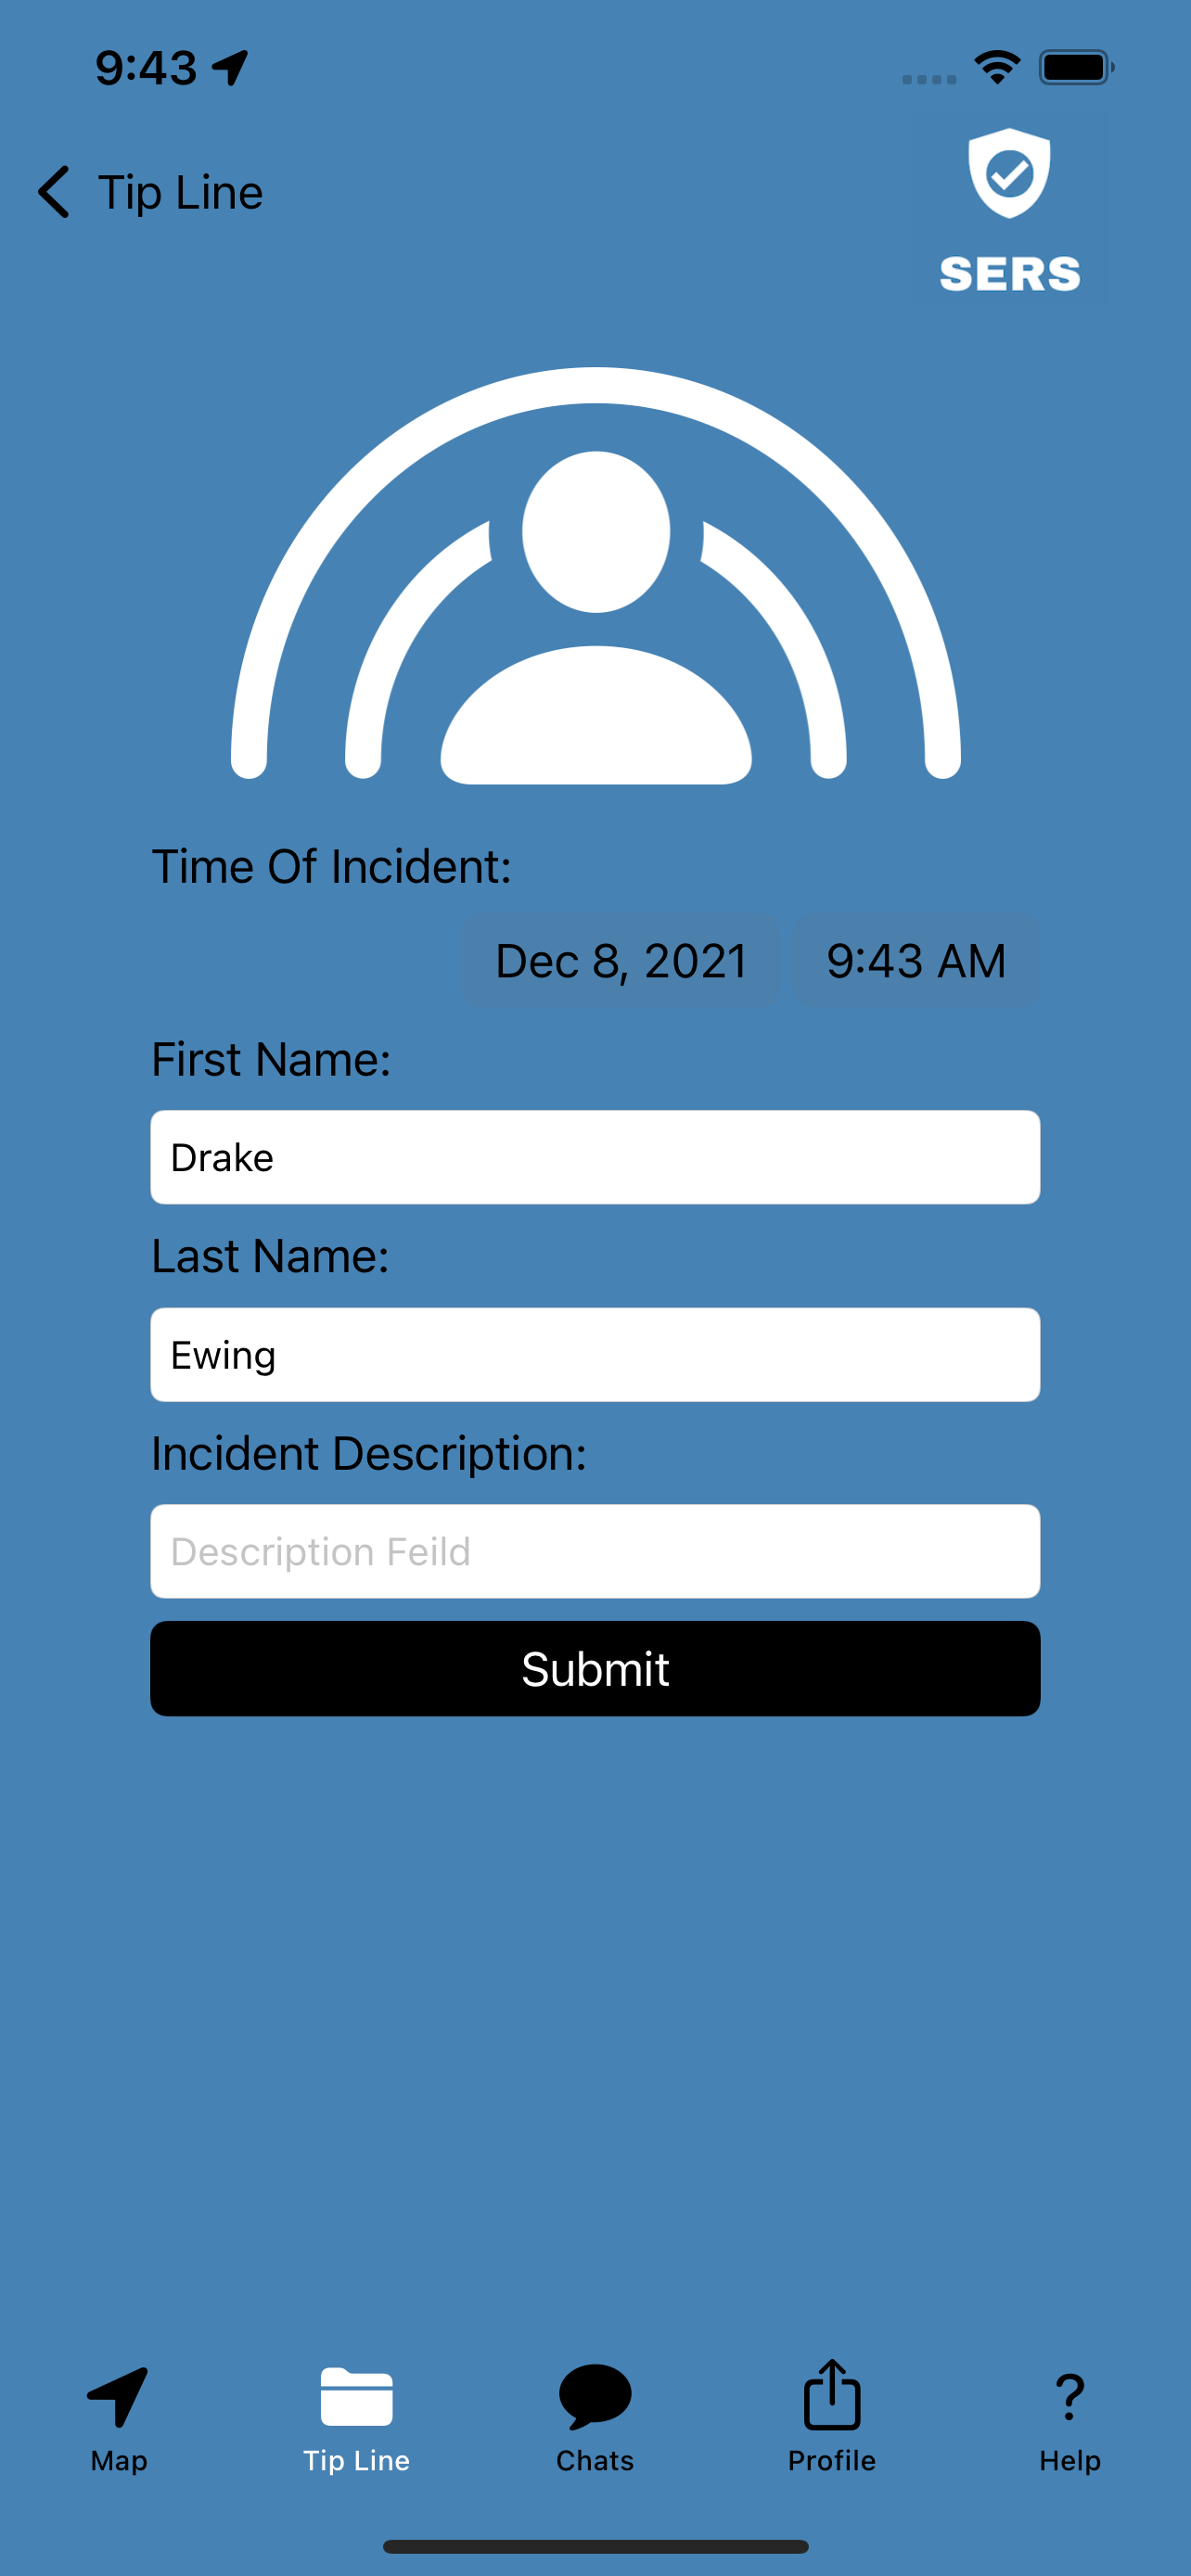 9:43
Tip Line
SERS
Time Of Incident:
Dec 8, 2021 9:43 AM
First Name:
Drake
Last Name:
Ewing
Incident Description:
Description Feild
Submit
Map Tip Line Chats Profile Help